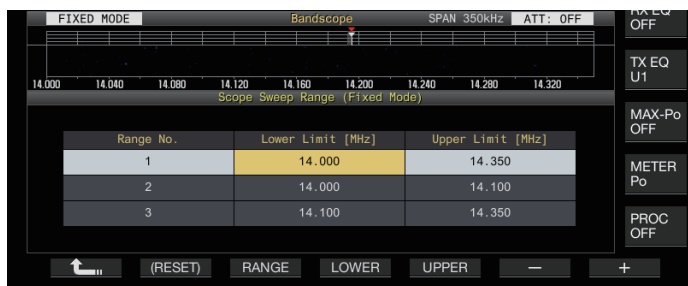 FIXED MODE Bandscope SPAN 350kHz ATT: OFF
RX EQ
OFF
14.000 14.040 14.080 14.120 14.160 14.200 14.240 14.280 14.320
Scope Sweep Range (Fixed Mode)
TX EQ
U1
Range No. Lower Limit [MHz] Upper Limit [MHz]
1 14.000 14.350
2 14.000 14.100
3 14.100 14.350
MAX-Po
OFF
METER
Po
PROC
OFF
(RESET) RANGE LOWER UPPER — +